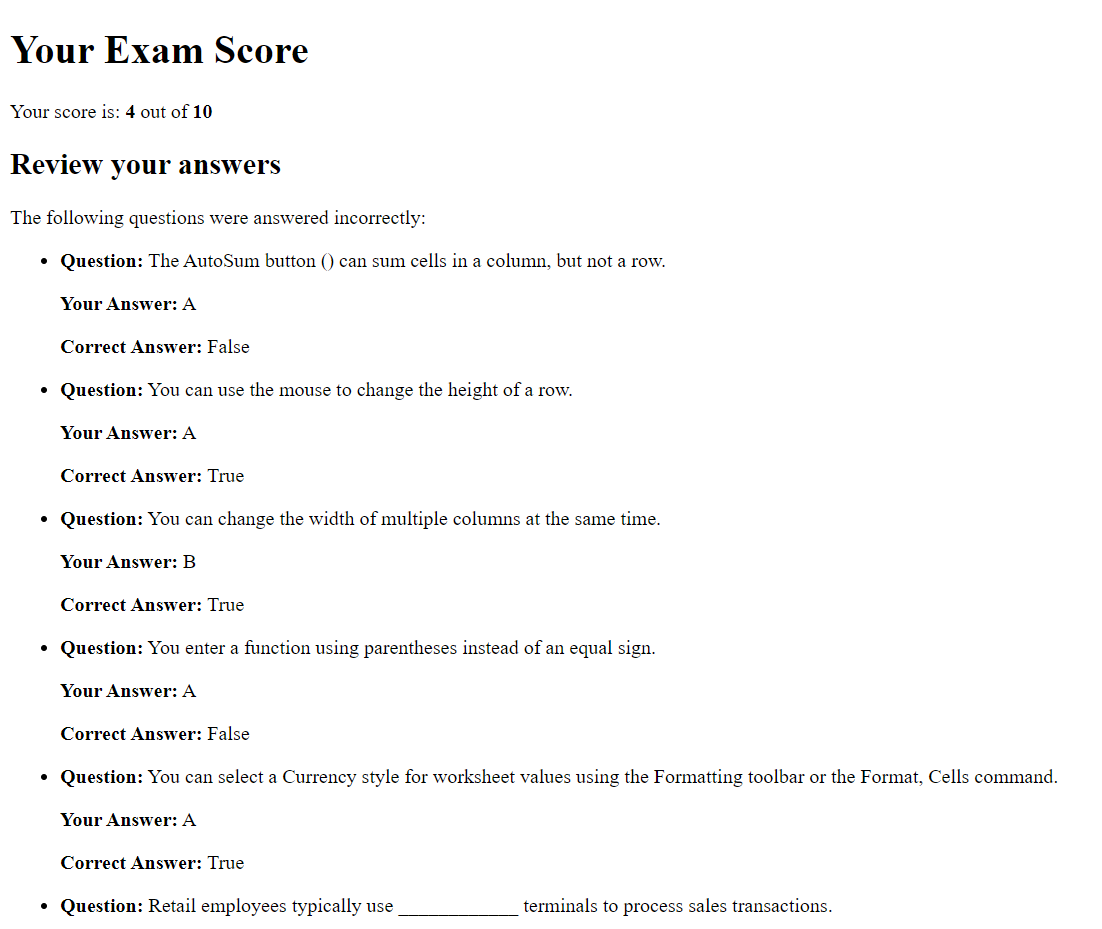 Your Exam Score
Your score is: 4 out of 10
Review your answers
The following questions were answered incorrectly:
• Question: The AutoSum button () can sum cells in a column, but not a row.
Your Answer: A
Correct Answer: False
• Question: You can use the mouse to change the height of a row.
Your Answer: A
Correct Answer: True
• Question: You can change the width of multiple columns at the same time.
Your Answer: B
Correct Answer: True
• Question: You enter a function using parentheses instead of an equal sign.
Your Answer: A
Correct Answer: False
• Question: You can select a Currency style for worksheet values using the Formatting toolbar or the Format, Cells command.
Your Answer: A
Correct Answer: True
• Question: Retail employees typically use ____________ terminals to process sales transactions.